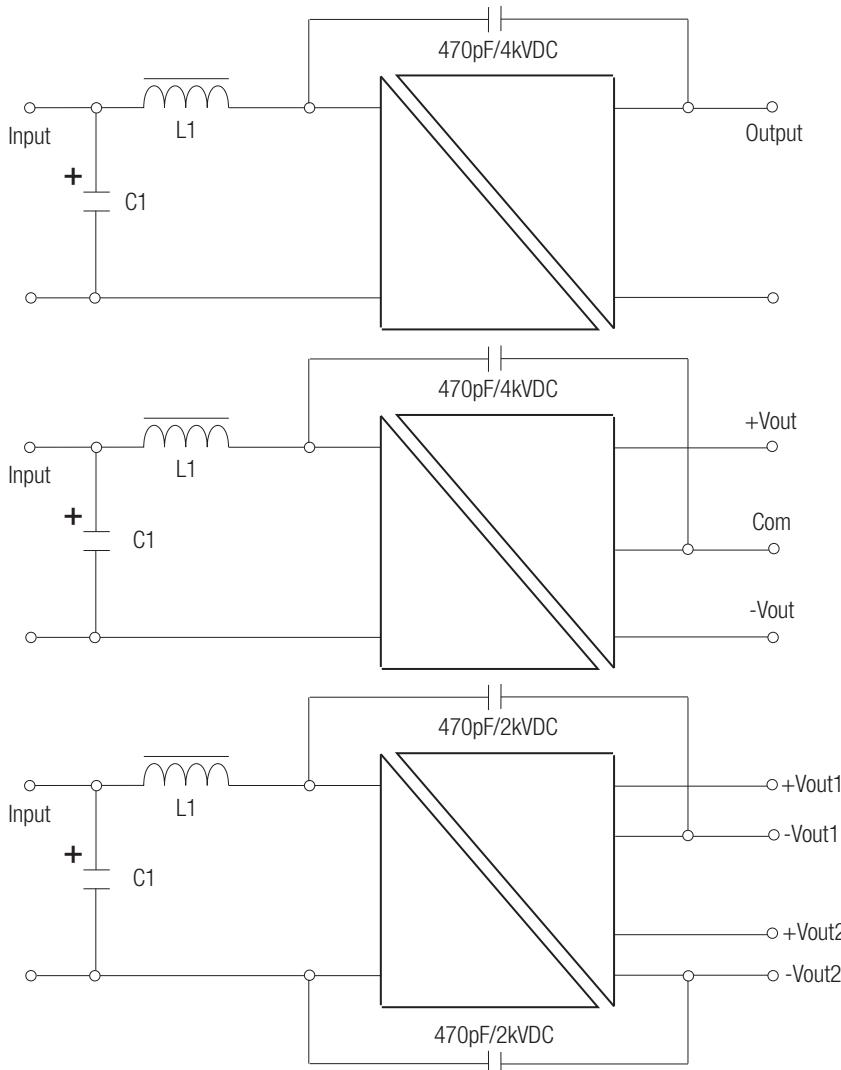 470pF/4kVDC
Input
L1
Output
+
C1
470pF/4kVDC
+Vout
Input
L1
Com
+
C1
-Vout
470pF/2kVDC
+Vout1
Input
L1
-Vout1
+
C1
+Vout2
-Vout2
470pF/2kVDC